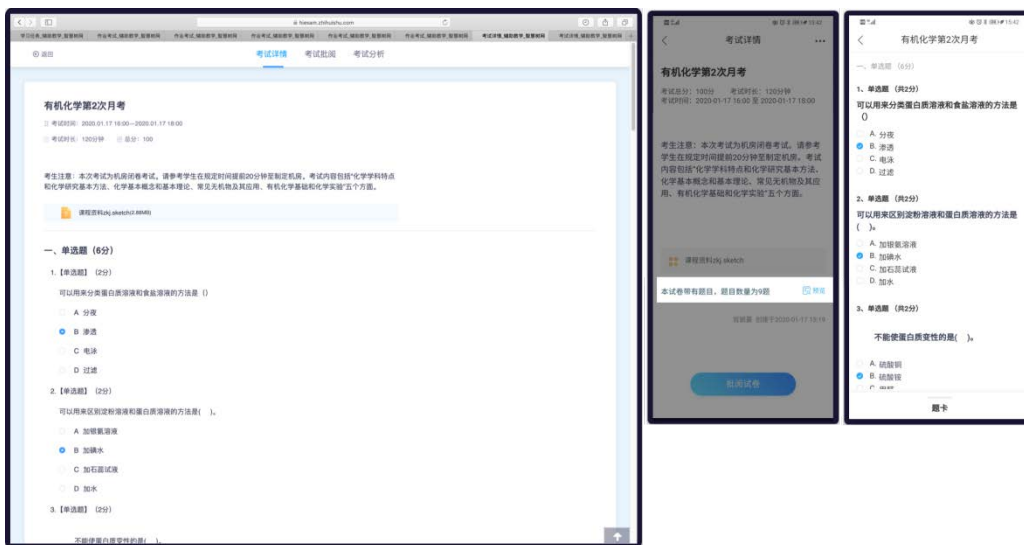 hiexam.zhihuishu.com
返回
考试详情 考试批阅 考试分析
有机化学第2次月考
考试时间：2020.01.17 16:00—2020.01.17 18:00
考试时长：120分钟 总分：100
考生注意：本次考试为机房闭卷考试，请参考学生在规定时间提前20分钟至制定机房。考试内容包括“化学学科特点
和化学研究基本方法、化学基本概念和基本理论、常见无机物及其应用、有机化学基础和化学实验”五个方面。
课程资料zkj.sketch
一、单选题（6分）
1.【单选题】（2分）
可以用来分类蛋白质溶液和食盐溶液的方法是（）
A 分夜
B 渗透
C 电泳
D 过滤
2.【单选题】（2分）
可以用来区别淀粉溶液和蛋白质溶液的方法是( )。
A 加银氨溶液
B 加碘水
C 加石蕊试液
D 加水
3.【单选题】（2分）
不能使蛋白质变性的是( )。
15:42
考试详情
有机化学第2次月考
考试总分：100分 考试时长：120分钟
考试时间：2020-01-17 16:00 至 2020-01-17 18:00
考生注意：本次考试为机房闭卷考试。请参考
学生在规定时间提前20分钟至制定机房。考试
内容包括“化学学科特点和化学研究基本方法、
化学基本概念和基本理论、常见无机物及其应
用、有机化学基础和化学实验”五个方面。
课程资料zkj.sketch
本试卷带有题目，题目数量为9题 预览
创建于2020-01-17 15:19
批阅试卷
15:42
有机化学第2次月考
一、单选题（6分）
1、单选题（共2分）
可以用来分类蛋白质溶液和食盐溶液的方法是
（）
A. 分夜
B. 渗透
C. 电泳
D. 过滤
2、单选题（共2分）
可以用来区别淀粉溶液和蛋白质溶液的方法是
( )。
A. 加银氨溶液
B. 加碘水
C. 加石蕊试液
D. 加水
3、单选题（共2分）
不能使蛋白质变性的是( )。
A. 硫酸铜
B. 硫酸铵
题卡